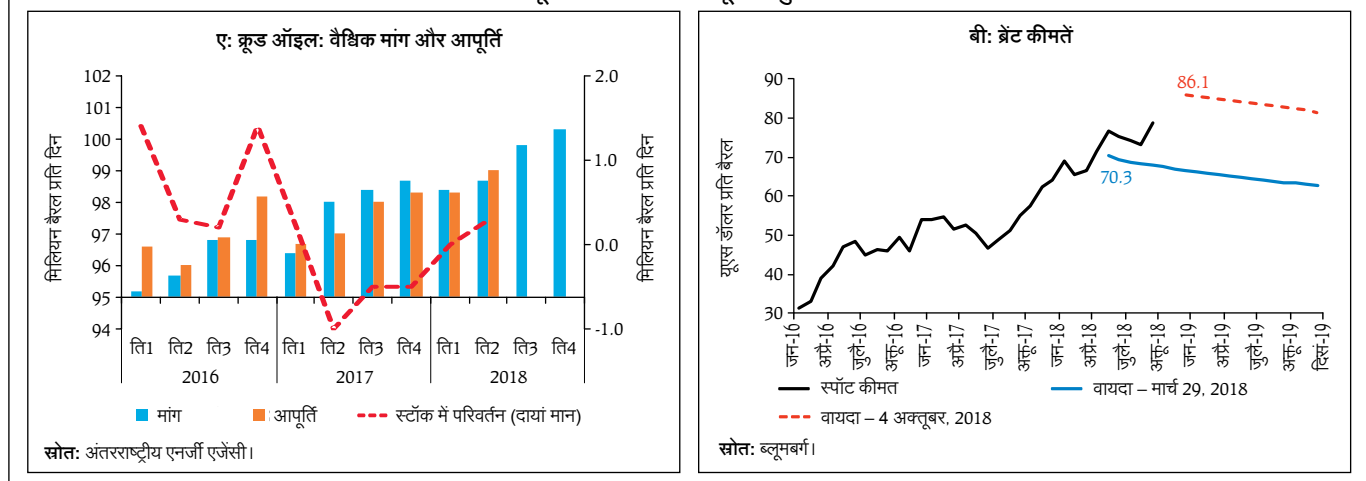 ए: क्रूड ऑइल: वैश्विक मांग और आपूर्ति
102
101
100
99
98
97
96
95
94
मिलियन बैरल प्रति दिन
2.0
1.0
0.0
-1.0
मिलियन बैरल प्रति दिन
ति1 ति2 ति3 ति4 ति1 ति2 ति3 ति4 ति1 ति2 ति3 ति4
2016 2017 2018
मांग आपूर्ति स्टॉक में परिवर्तन (दायां मान)
स्रोत: अंतरराष्ट्रीय एनर्जी एजेंसी।
बी: ब्रेंट कीमतें
90
80
70
60
50
40
30
यूएस डॉलर प्रति बैरल
86.1
70.3
जन-16 अप्रै-16 जुलै-16 अक्तू-16 जन-17 अप्रै-17 जुलै-17 अक्तू-17 जन-18 अप्रै-18 जुलै-18 अक्तू-18 जन-19 अप्रै-19 जुलै-19 अक्तू-19 दिसं-19
स्पॉट कीमत वायदा – मार्च 29, 2018
वायदा – 4 अक्तूबर, 2018
स्रोत: ब्लूमबर्ग।